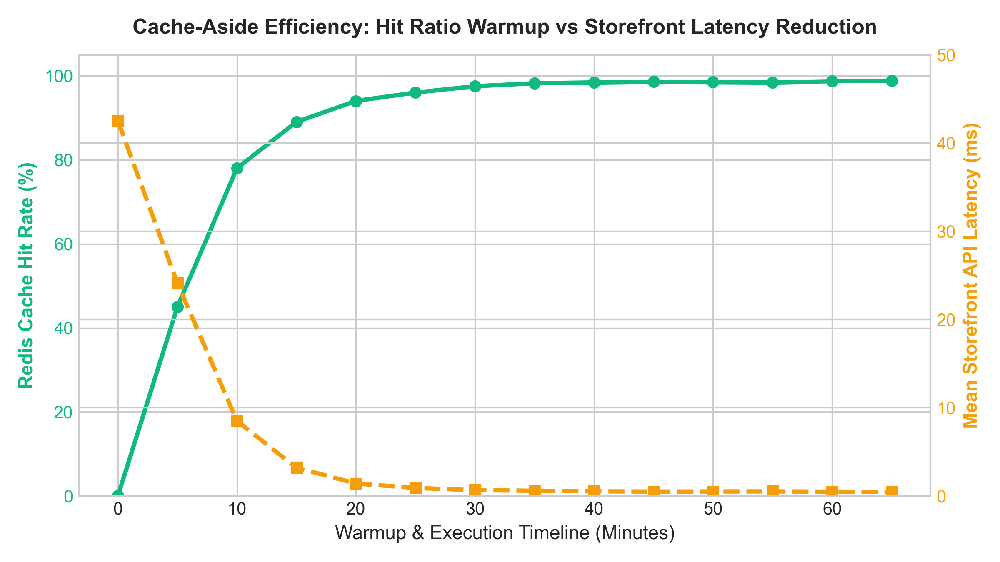 Cache-Aside Efficiency: Hit Ratio Warmup vs Storefront Latency Reduction
Redis Cache Hit Rate (%)
100
80
60
40
20
0
50
40
30
20
10
0
Mean Storefront API Latency (ms)
0 10 20 30 40 50 60
Warmup & Execution Timeline (Minutes)